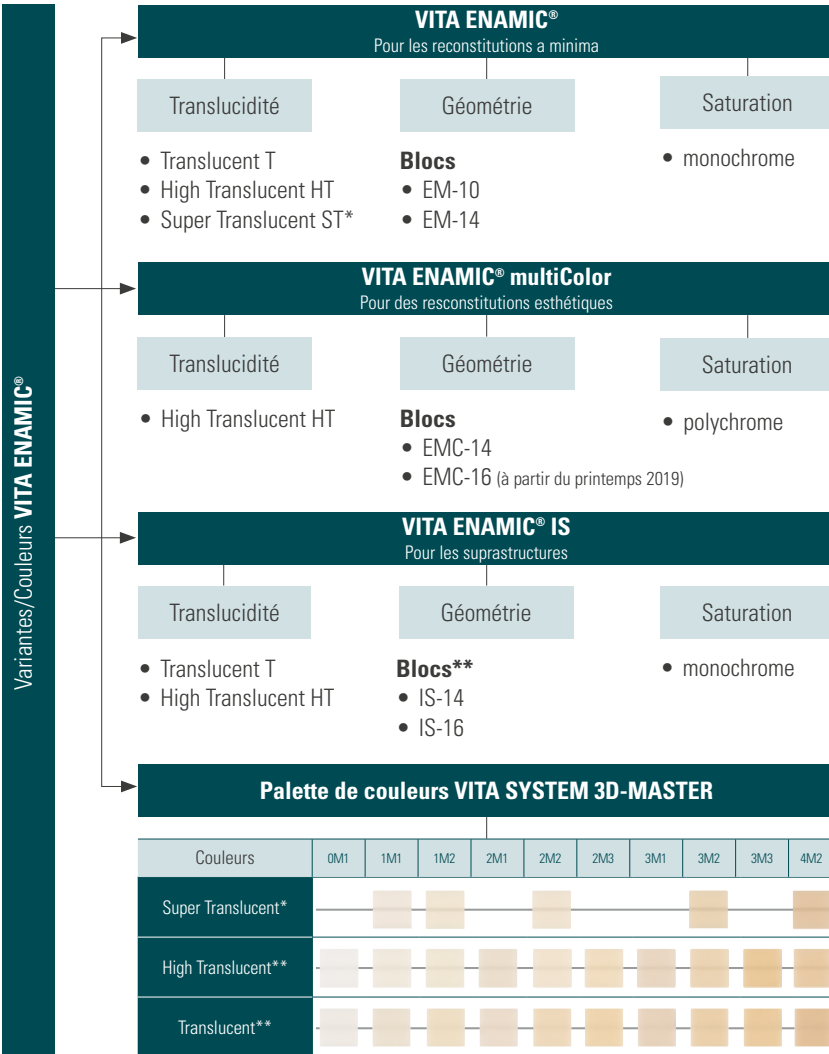 Variantes/Couleurs VITA ENAMIC®
VITA ENAMIC®
Pour les reconstitutions a minima
Translucidité
Géométrie
Saturation
• Translucent T
• High Translucent HT
• Super Translucent ST*
Blocs
• EM-10
• EM-14
• monochrome
VITA ENAMIC® multiColor
Pour des resconstitutions esthétiques
Translucidité
Géométrie
Saturation
• High Translucent HT
Blocs
• EMC-14
• EMC-16 (à partir du printemps 2019)
• polychrome
VITA ENAMIC® IS
Pour les suprastructures
Translucidité
Géométrie
Saturation
• Translucent T
• High Translucent HT
Blocs**
• IS-14
• IS-16
• monochrome
Palette de couleurs VITA SYSTEM 3D-MASTER
Couleurs 0M1 1M1 1M2 2M1 2M2 2M3 3M1 3M2 3M3 4M2
Super Translucent*
High Translucent**
Translucent**